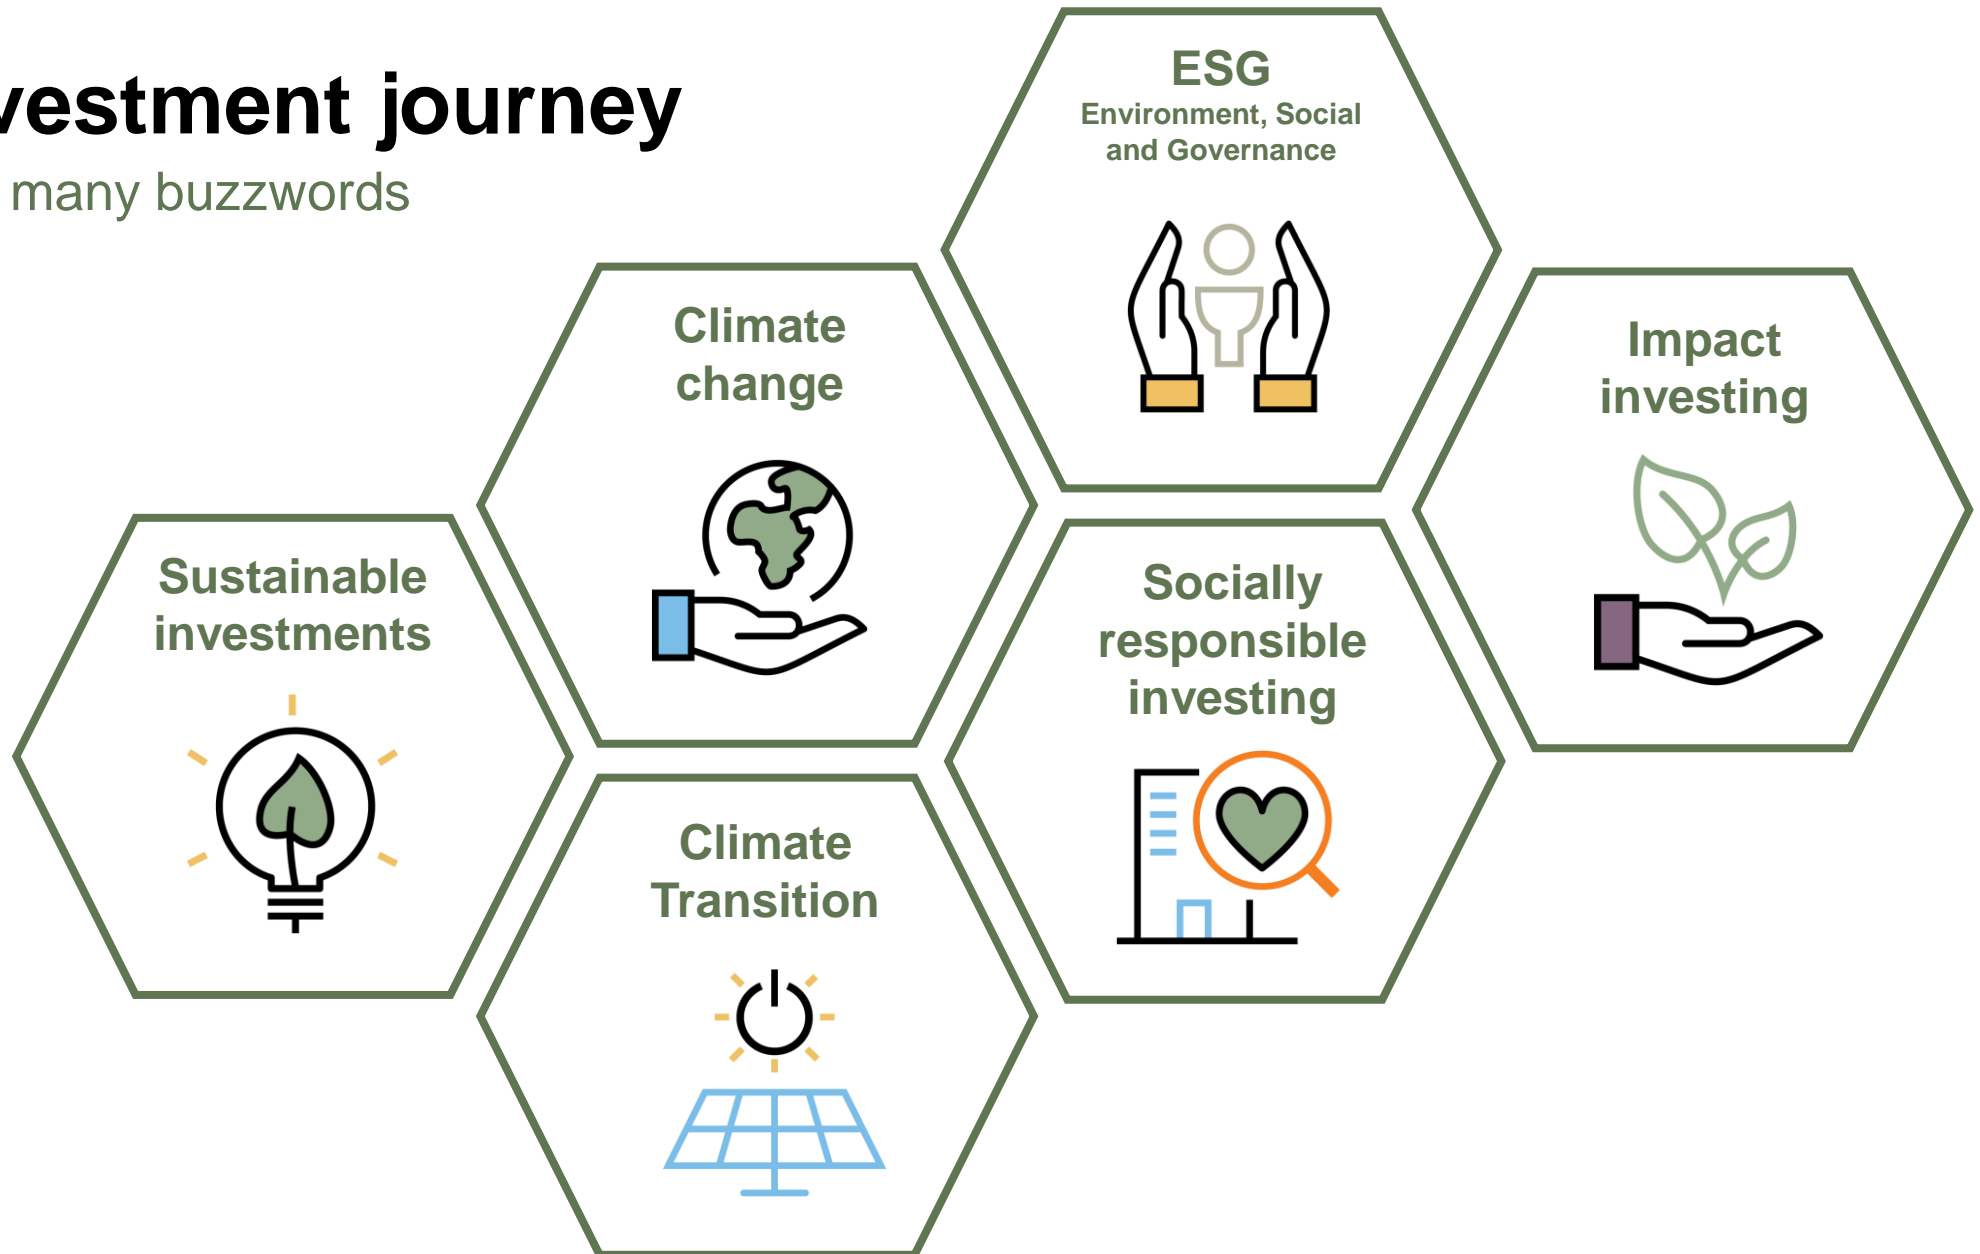 vestment journey
many buzzwords
ESG
Environment, Social
and Governance
Climate
change
Impact
investing
Sustainable
investments
Socially
responsible
investing
Climate
Transition